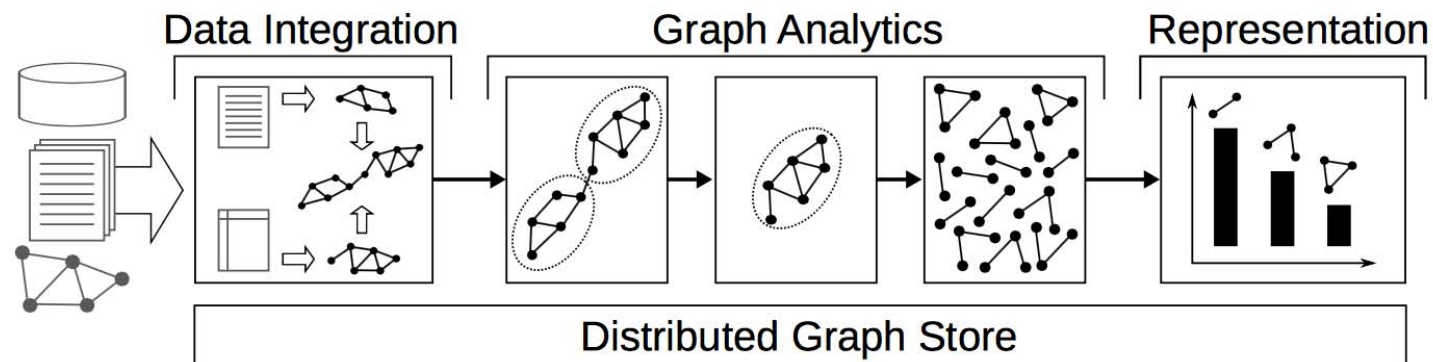 Data Integration
Graph Analytics
Representation
Distributed Graph Store